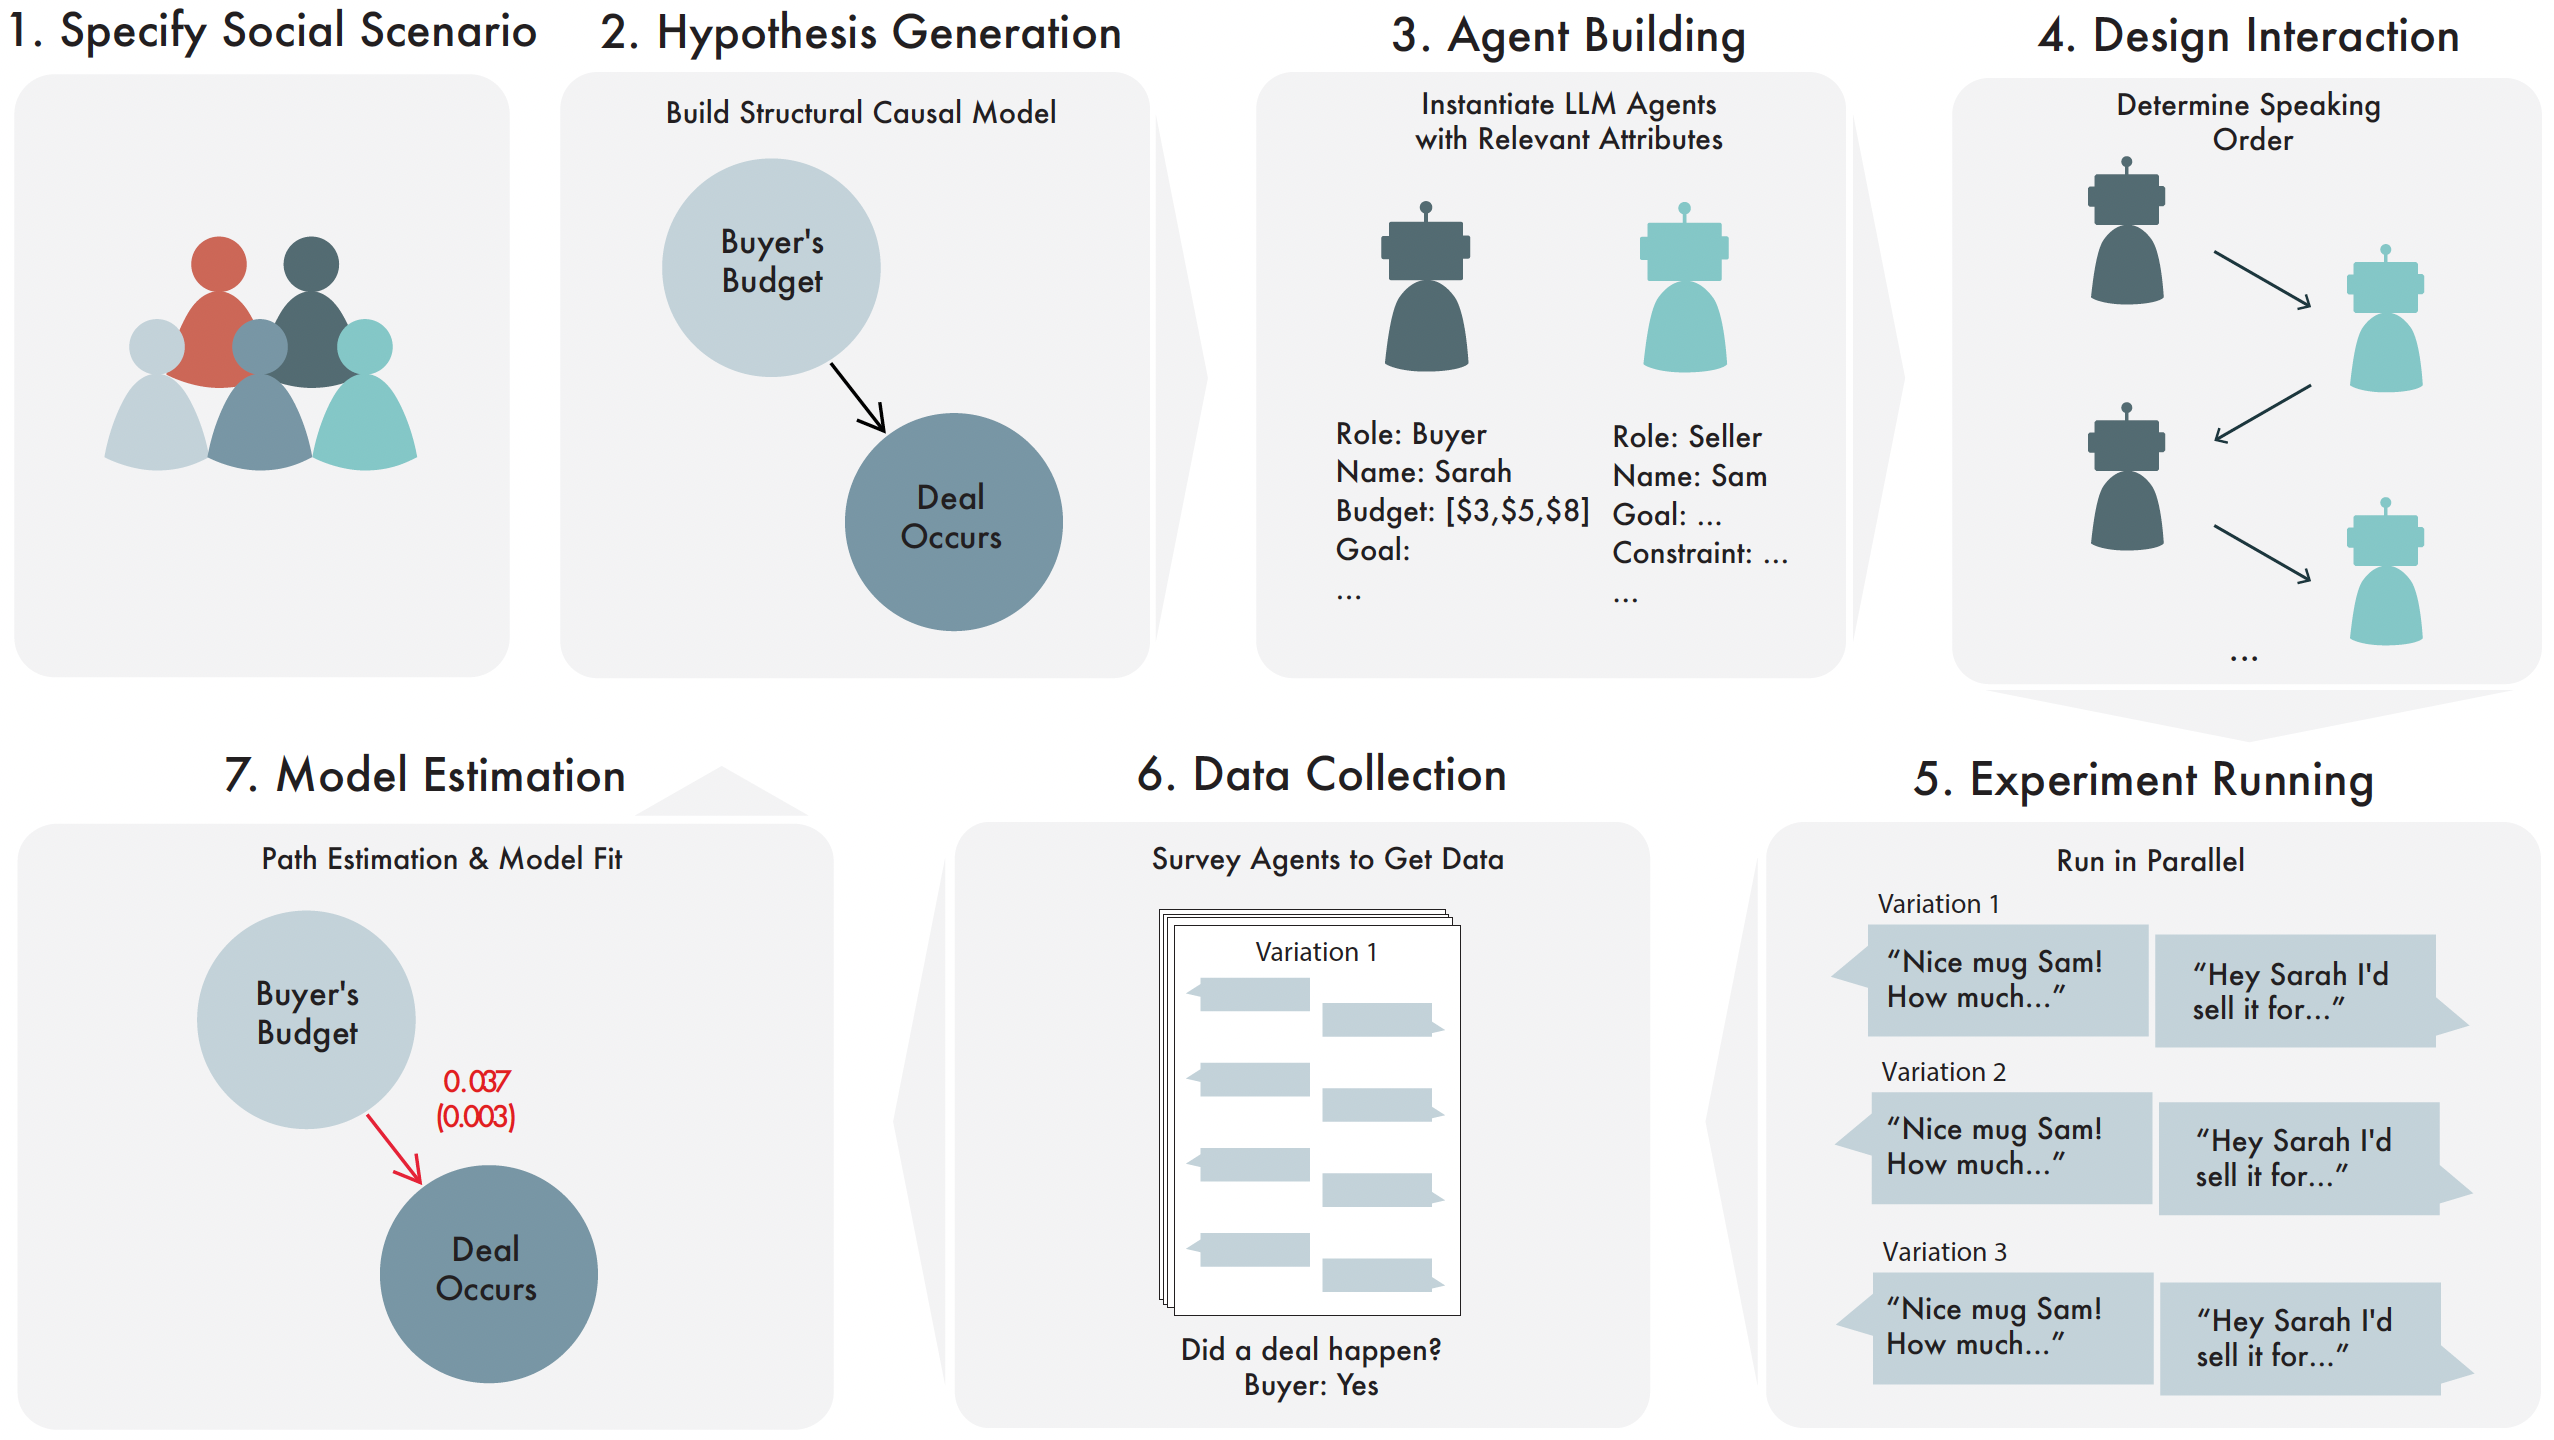 1. Specify Social Scenario
2. Hypothesis Generation
Build Structural Causal Model
Buyer's
Budget
Deal
Occurs
3. Agent Building
Instantiate LLM Agents
with Relevant Attributes
Role: Buyer
Name: Sarah
Budget: [$3,$5,$8]
Goal:
...
Role: Seller
Name: Sam
Goal: ...
Constraint: ...
...
4. Design Interaction
Determine Speaking
Order
...
5. Experiment Running
Run in Parallel
Variation 1
“Nice mug Sam!
How much...”
“Hey Sarah I'd
sell it for...”
Variation 2
“Nice mug Sam!
How much...”
“Hey Sarah I'd
sell it for...”
Variation 3
“Nice mug Sam!
How much...”
“Hey Sarah I'd
sell it for...”
6. Data Collection
Survey Agents to Get Data
Variation 1
Did a deal happen?
Buyer: Yes
7. Model Estimation
Path Estimation & Model Fit
Buyer's
Budget
0.037
(0.003)
Deal
Occurs